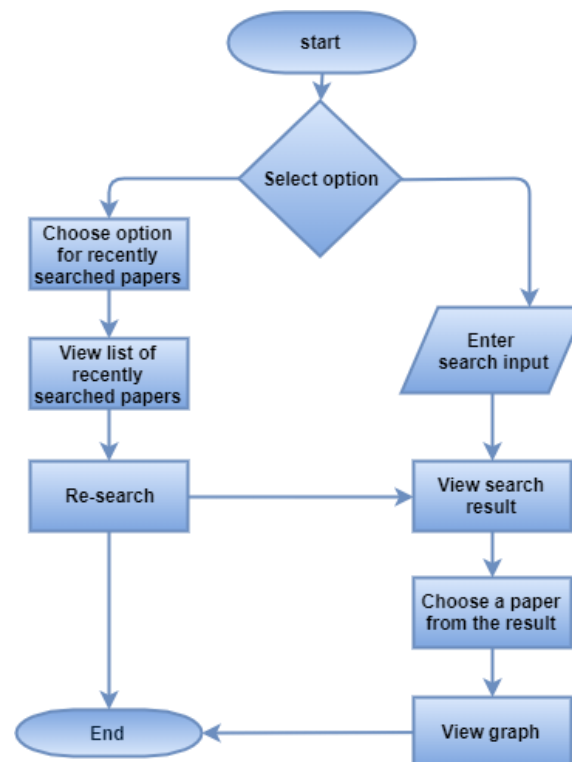 start
Select option
Choose option
for recently
searched papers
View list of
recently
searched papers
Enter
search input
Re-search
View search
result
Choose a paper
from the result
End
View graph